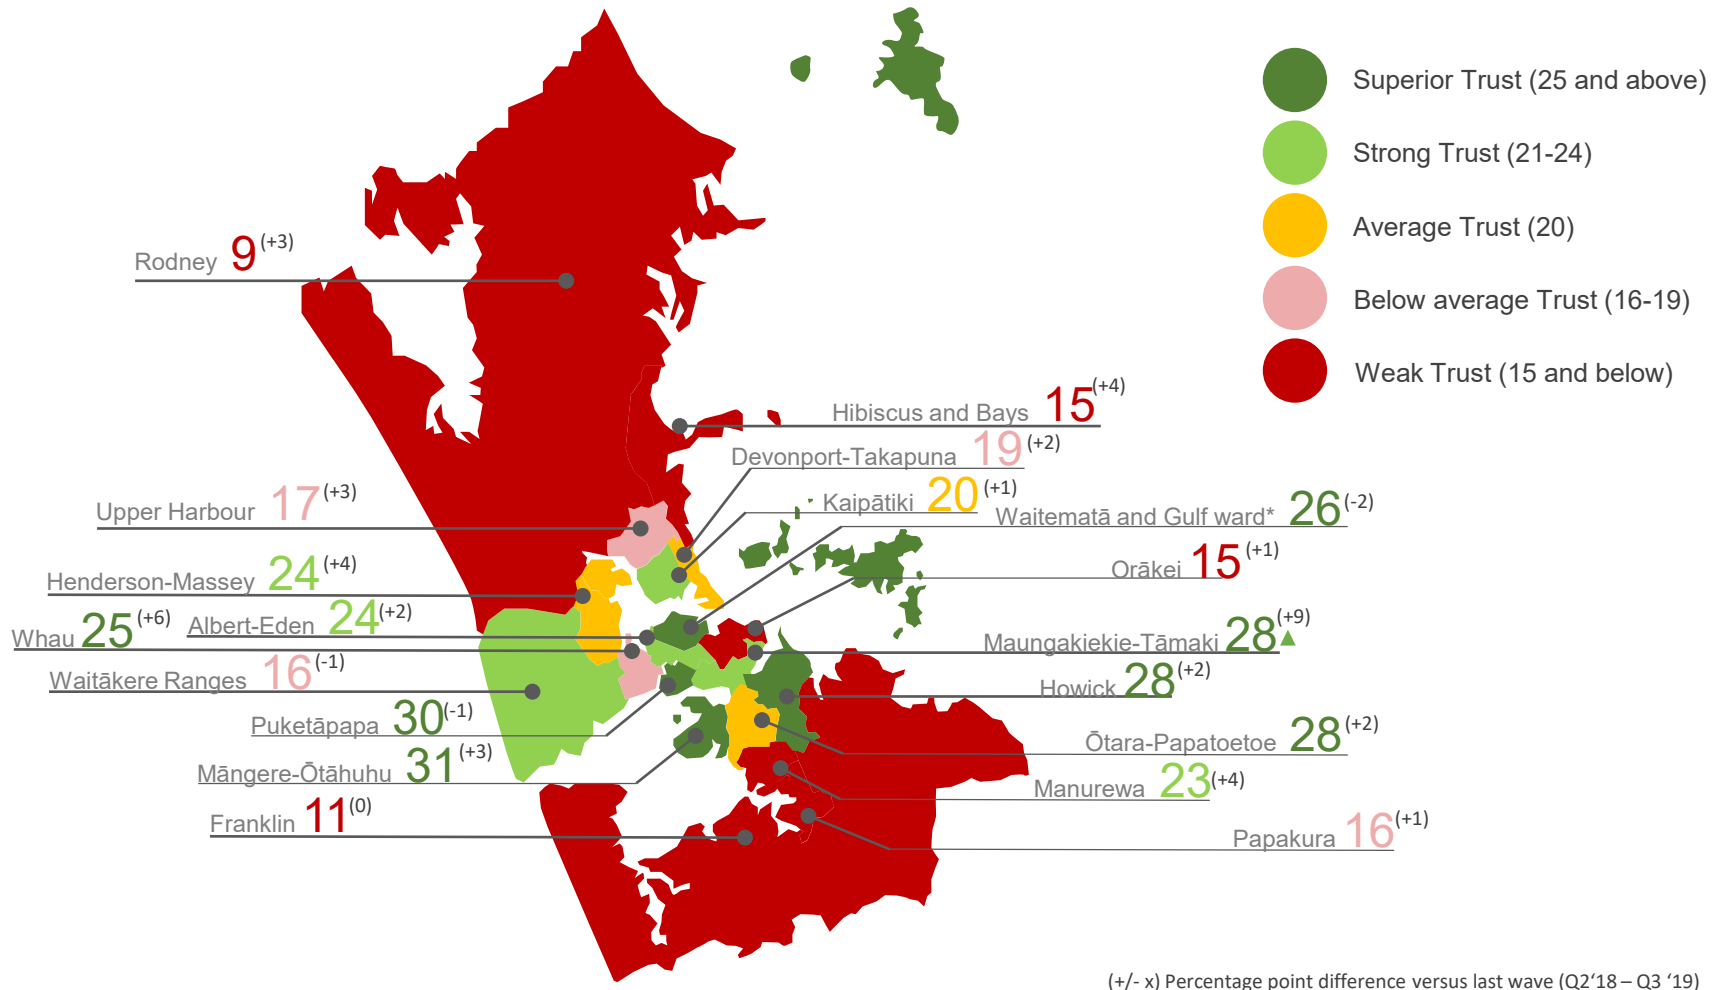 Superior Trust (25 and above)
Strong Trust (21-24)
Average Trust (20)
Below average Trust (16-19)
Weak Trust (15 and below)
Rodney 9 (+3)
Hibiscus and Bays 15 (+4)
Devonport-Takapuna 19 (+2)
Kaipātiki 20 (+1)
Upper Harbour 17 (+3)
Waitematā and Gulf ward* 26 (-2)
Orākei 15 (+1)
Henderson-Massey 24 (+4)
Albert-Eden 24 (+2)
Whau 25 (+6)
Maungakiekie-Tāmaki 28 (+9)
Waitākere Ranges 16 (-1)
Howick 28 (+2)
Puketāpapa 30 (-1)
Ōtara-Papatoetoe 28 (+2)
Māngere-Ōtāhuhu 31 (+3)
Manurewa 23 (+4)
Franklin 11 (0)
Papakura 16 (+1)
(+/- x) Percentage point difference versus last wave (Q2‘18 – Q3 ‘19)